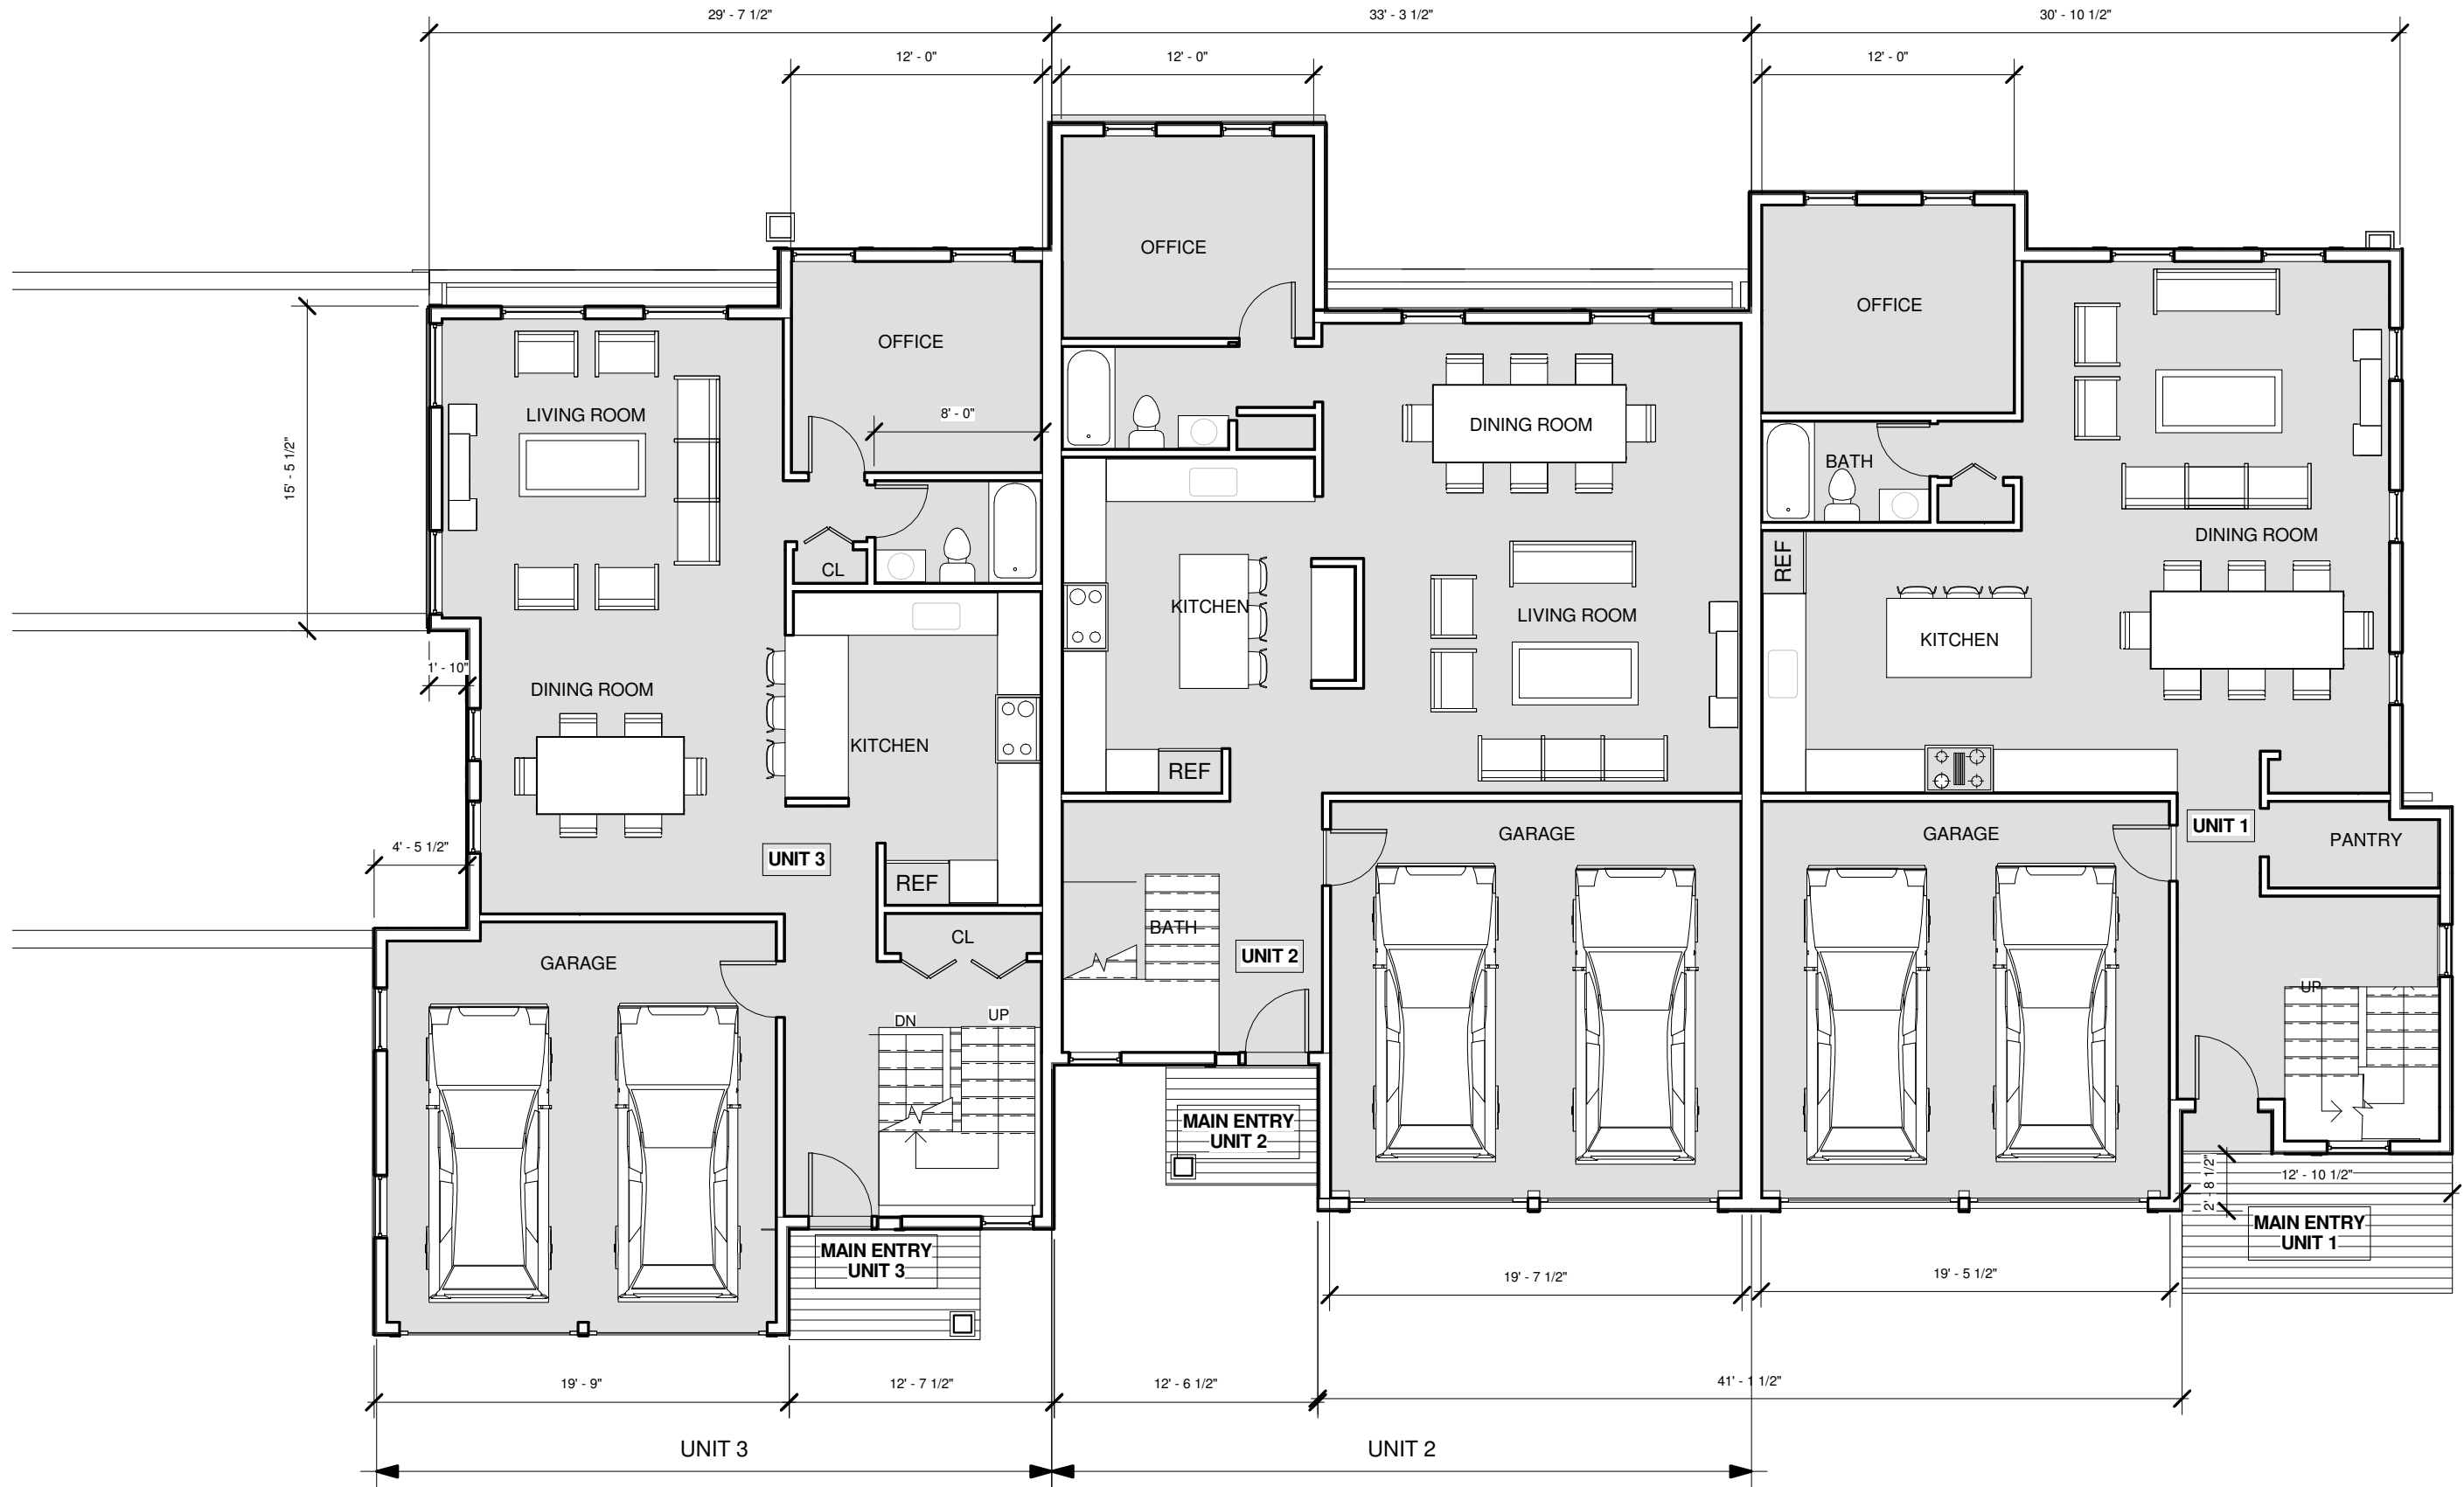 29' - 7 1/2"
33' - 3 1/2"
30' - 10 1/2"
12' - 0"
12' - 0"
12' - 0"
OFFICE
OFFICE
OFFICE
LIVING ROOM
8' - 0"
DINING ROOM
15' - 5 1/2"
BATH
DINING ROOM
REF
CL
KITCHEN
LIVING ROOM
KITCHEN
1' - 10"
DINING ROOM
KITCHEN
REF
4' - 5 1/2"
UNIT 3
GARAGE
GARAGE
UNIT 1
PANTRY
REF
BATH
CL
UNIT 2
GARAGE
UP
DN
UP
MAIN ENTRY
UNIT 2
2' - 8 1/2"
12' - 10 1/2"
MAIN ENTRY
UNIT 1
MAIN ENTRY
UNIT 3
19' - 7 1/2"
19' - 5 1/2"
19' - 9"
12' - 7 1/2"
12' - 6 1/2"
41' - 1 1/2"
UNIT 3
UNIT 2